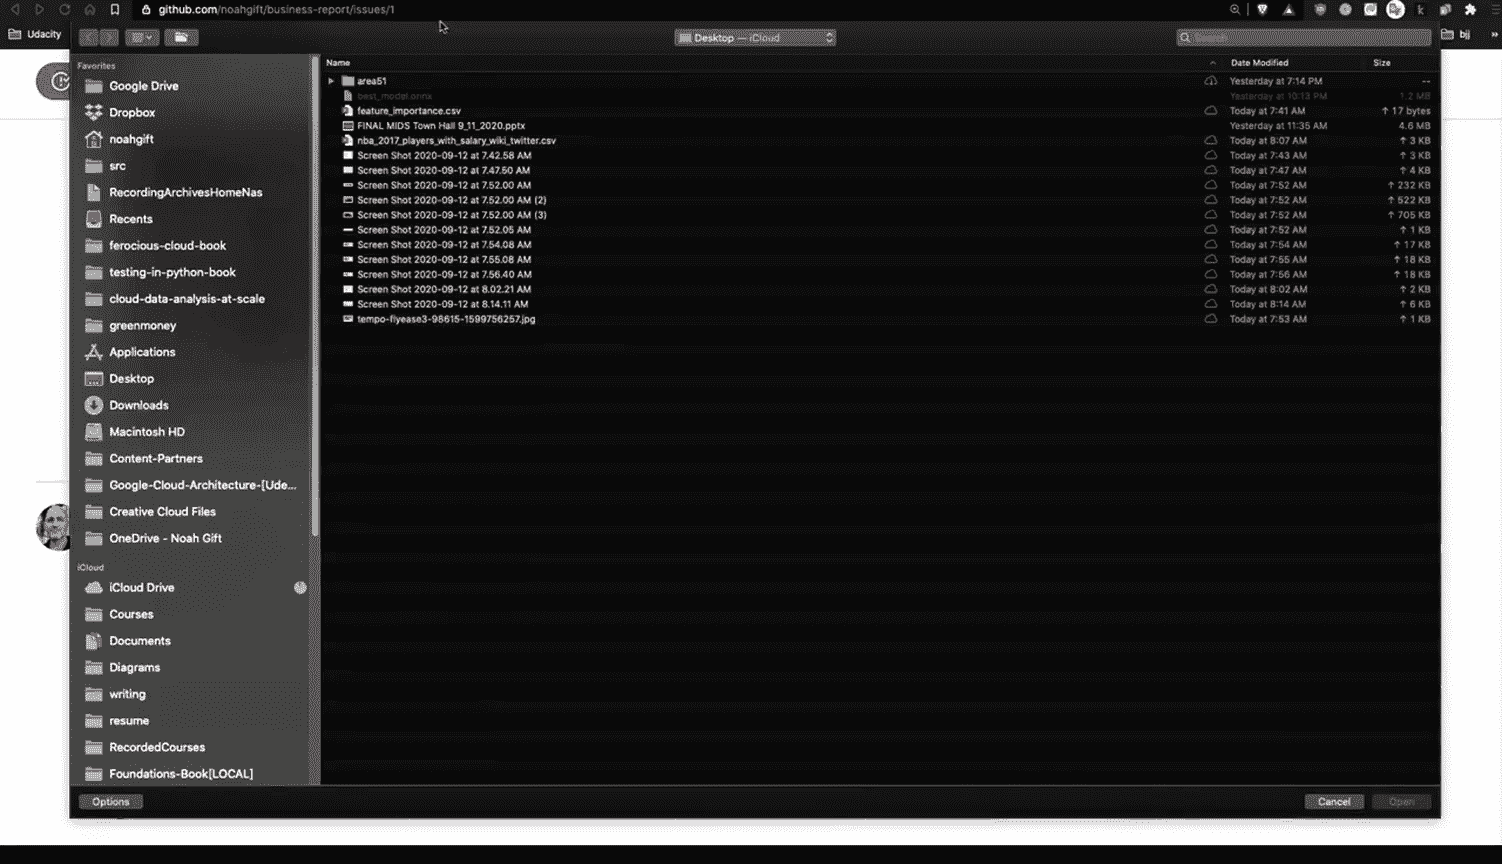 github.com/noahgift/business-report/issues/1
Udacity
Desktop — iCloud
Search
bij
»
Favorites
Google Drive
Dropbox
noahgift
src
RecordingArchivesHomeNas
Recents
ferocious-cloud-book
testing-in-python-book
cloud-data-analysis-at-scale
greenmoney
Applications
Desktop
Downloads
Macintosh HD
Content-Partners
Google-Cloud-Architecture-[Ude...
Creative Cloud Files
OneDrive - Noah Gift
iCloud
iCloud Drive
Courses
Documents
Diagrams
writing
resume
RecordedCourses
Foundations-Book[LOCAL]
Name Date Modified Size
area51 Yesterday at 7:14 PM --
best_model.onnx Yesterday at 10:13 PM 1.2 MB
feature_importance.csv Today at 7:41 AM ↑ 17 bytes
FINAL MIDS Town Hall 9_11_2020.pptx Yesterday at 11:35 AM 4.6 MB
nba_2017_players_with_salary_wiki_twitter.csv Today at 8:07 AM ↑ 3 KB
Screen Shot 2020-09-12 at 7.42.58 AM Today at 7:43 AM ↑ 3 KB
Screen Shot 2020-09-12 at 7.47.50 AM Today at 7:47 AM ↑ 4 KB
Screen Shot 2020-09-12 at 7.52.00 AM Today at 7:52 AM ↑ 232 KB
Screen Shot 2020-09-12 at 7.52.00 AM (2) Today at 7:52 AM ↑ 522 KB
Screen Shot 2020-09-12 at 7.52.00 AM (3) Today at 7:52 AM ↑ 705 KB
Screen Shot 2020-09-12 at 7.52.05 AM Today at 7:52 AM ↑ 1 KB
Screen Shot 2020-09-12 at 7.54.08 AM Today at 7:54 AM ↑ 17 KB
Screen Shot 2020-09-12 at 7.55.08 AM Today at 7:55 AM ↑ 18 KB
Screen Shot 2020-09-12 at 7.56.40 AM Today at 7:56 AM ↑ 18 KB
Screen Shot 2020-09-12 at 8.02.21 AM Today at 8:02 AM ↑ 2 KB
Screen Shot 2020-09-12 at 8.14.11 AM Today at 8:14 AM ↑ 6 KB
tempo-flyease3-98615-1599756257.jpg Today at 7:53 AM ↑ 1 KB
Options Cancel Open